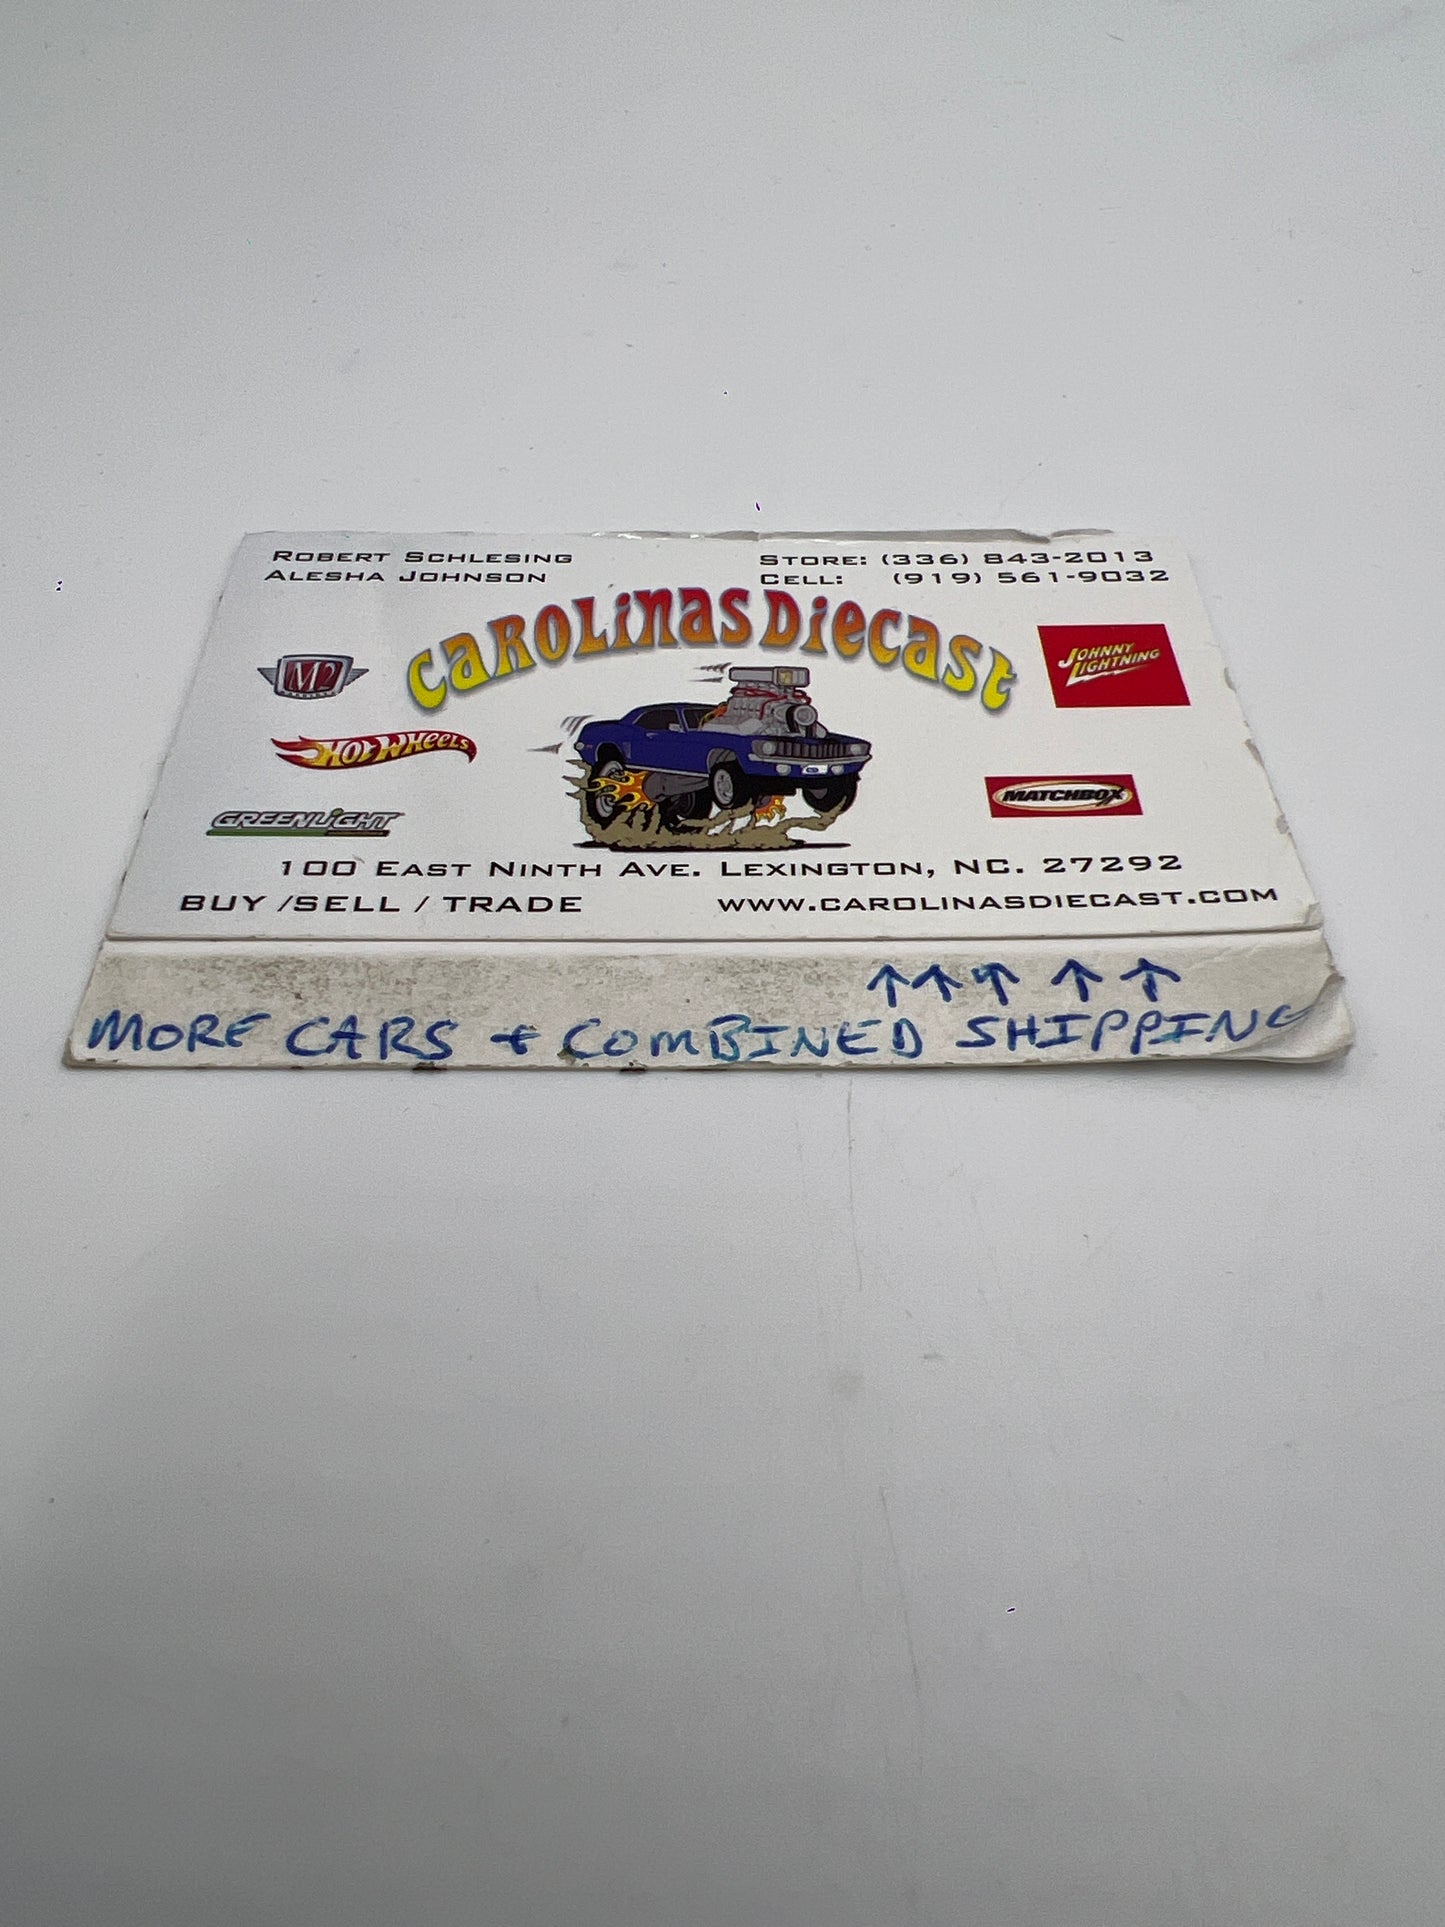 ROBERT SCHLESING
ALESHA JOHNSON
STORE: (336) 843-2013
CELL: (919) 561-9032
CAROLiNAS DiECAST
M2
JOHNNY LIGHTNING
HOT WHEELS
MATCHBOX
GREENLiGHT
100 EAST NINTH AVE. LEXINGTON, NC. 27292
BUY /SELL / TRADE
WWW.CAROLINASDIECAST.COM
↑ ↑ ↑ ↑ ↑
MORE CARS + COMBINED SHIPPING